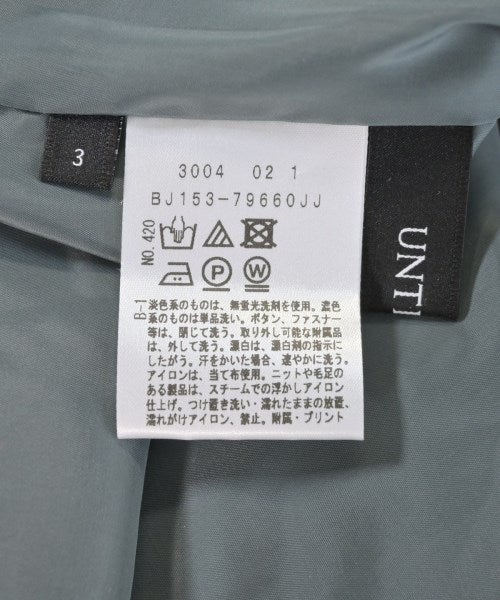 3
3004 02 1
BJ153-79660JJ
NO.420
P
W
B-1
淡色系のものは、無蛍光洗剤を使用。濃色
系のものは単品洗い。ボタン、ファスナー
等は、閉じて洗う。取り外し可能な附属品
は、外して洗う。漂白は、漂白剤の指示に
したがう。汗をかいた場合、速やかに洗う。
アイロンは、当て布使用。ニットや毛足の
ある製品は、スチームでの浮かしアイロン
仕上げ。つけ置き洗い・濡れたままの放置、
濡れがけアイロン、禁止。附属・プリント
UNTI